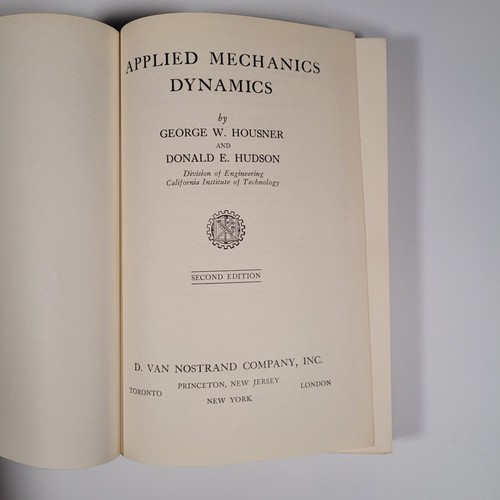 APPLIED MECHANICS
DYNAMICS
by
GEORGE W. HOUSNER
AND
DONALD E. HUDSON
Division of Engineering
California Institute of Technology
SECOND EDITION
D. VAN NOSTRAND COMPANY, INC.
TORONTO PRINCETON, NEW JERSEY LONDON
NEW YORK